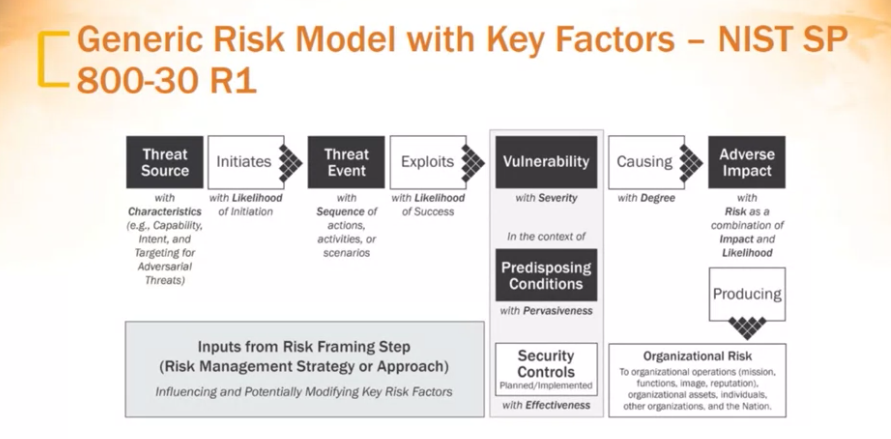 Generic Risk Model with Key Factors – NIST SP
800-30 R1
Threat
Source
Initiates
Threat
Event
Exploits
Vulnerability
Causing
Adverse
Impact
with
Characteristics
(e.g., Capability,
Intent, and
Targeting for
Adversarial
Threats)
with Likelihood
of Initiation
with
Sequence of
actions,
activities, or
scenarios
with Likelihood
of Success
with Severity
In the context of
Predisposing
Conditions
with Pervasiveness
Security
Controls
Planned/Implemented
with Effectiveness
with Degree
with
Risk as a
combination of
Impact and
Likelihood
Producing
Inputs from Risk Framing Step
(Risk Management Strategy or Approach)
Influencing and Potentially Modifying Key Risk Factors
Organizational Risk
To organizational operations (mission,
functions, image, reputation),
organizational assets, individuals,
other organizations, and the Nation.